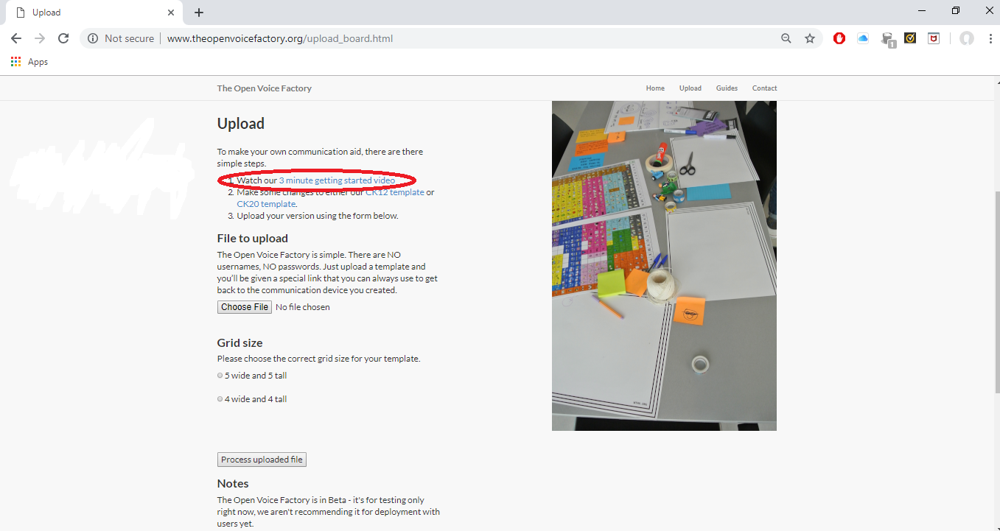 Upload
Not secure
www.theopenvoicefactory.org/upload_board.html
1
Apps
The Open Voice Factory
Home
Upload
Guides
Contact
Upload
To make your own communication aid, there are there
simple steps.
1. Watch our 3 minute getting started video
2. Make some changes to either our CK12 template or
CK20 template.
3. Upload your version using the form below.
File to upload
The Open Voice Factory is simple. There are NO
usernames, NO passwords. Just upload a template and
you'll be given a special link that you can always use to get
back to the communication device you created.
Choose File No file chosen
Grid size
Please choose the correct grid size for your template.
5 wide and 5 tall
4 wide and 4 tall
Process uploaded file
Notes
The Open Voice Factory is in Beta - it's for testing only
right now, we aren't recommending it for deployment with
users yet.